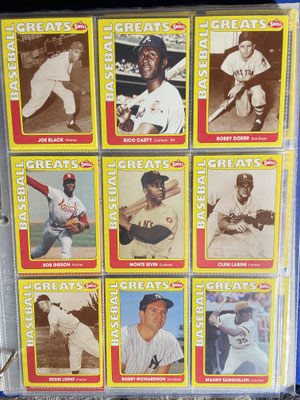 BASEBALL GREATS Swell
JOE BLACK Pitcher
BASEBALL GREATS Swell
RICO CARTY Outfield
BASEBALL GREATS Swell
BOSTON
BOBBY DOERR 2nd Base
BASEBALL GREATS Swell
BOB GIBSON Pitcher
BASEBALL GREATS Swell
MONTE IRVIN Outfield
BASEBALL GREATS Swell
CLEM LABINE Pitcher
BASEBALL GREATS Swell
EDDIE LOPAT Pitcher
BASEBALL GREATS Swell
BOBBY RICHARDSON 2nd Base
BASEBALL GREATS Swell
35
MANNY SANGUILLEN Catcher